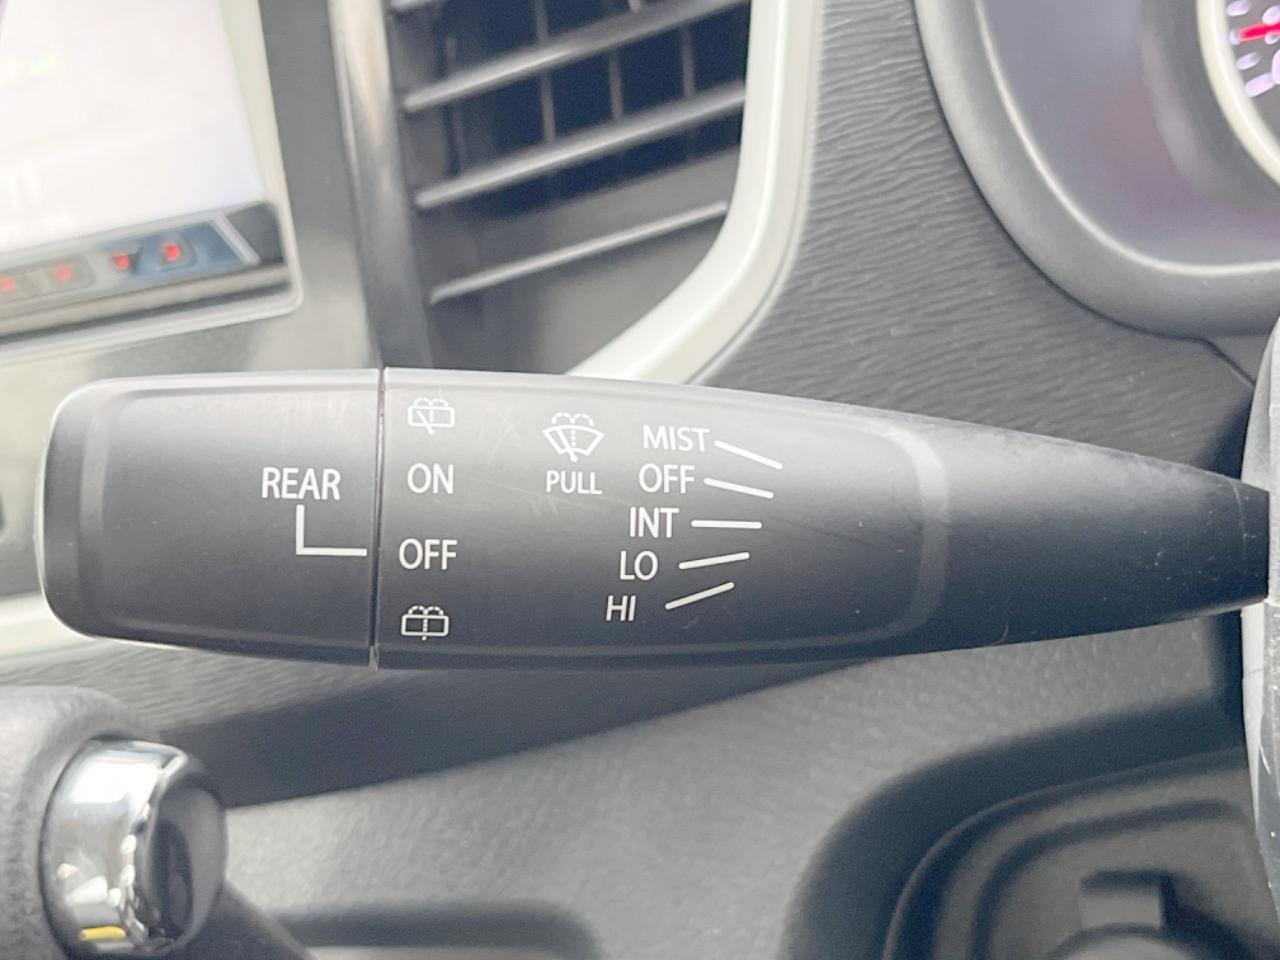 REAR
ON
OFF
PULL
MIST
OFF
INT
LO
HI